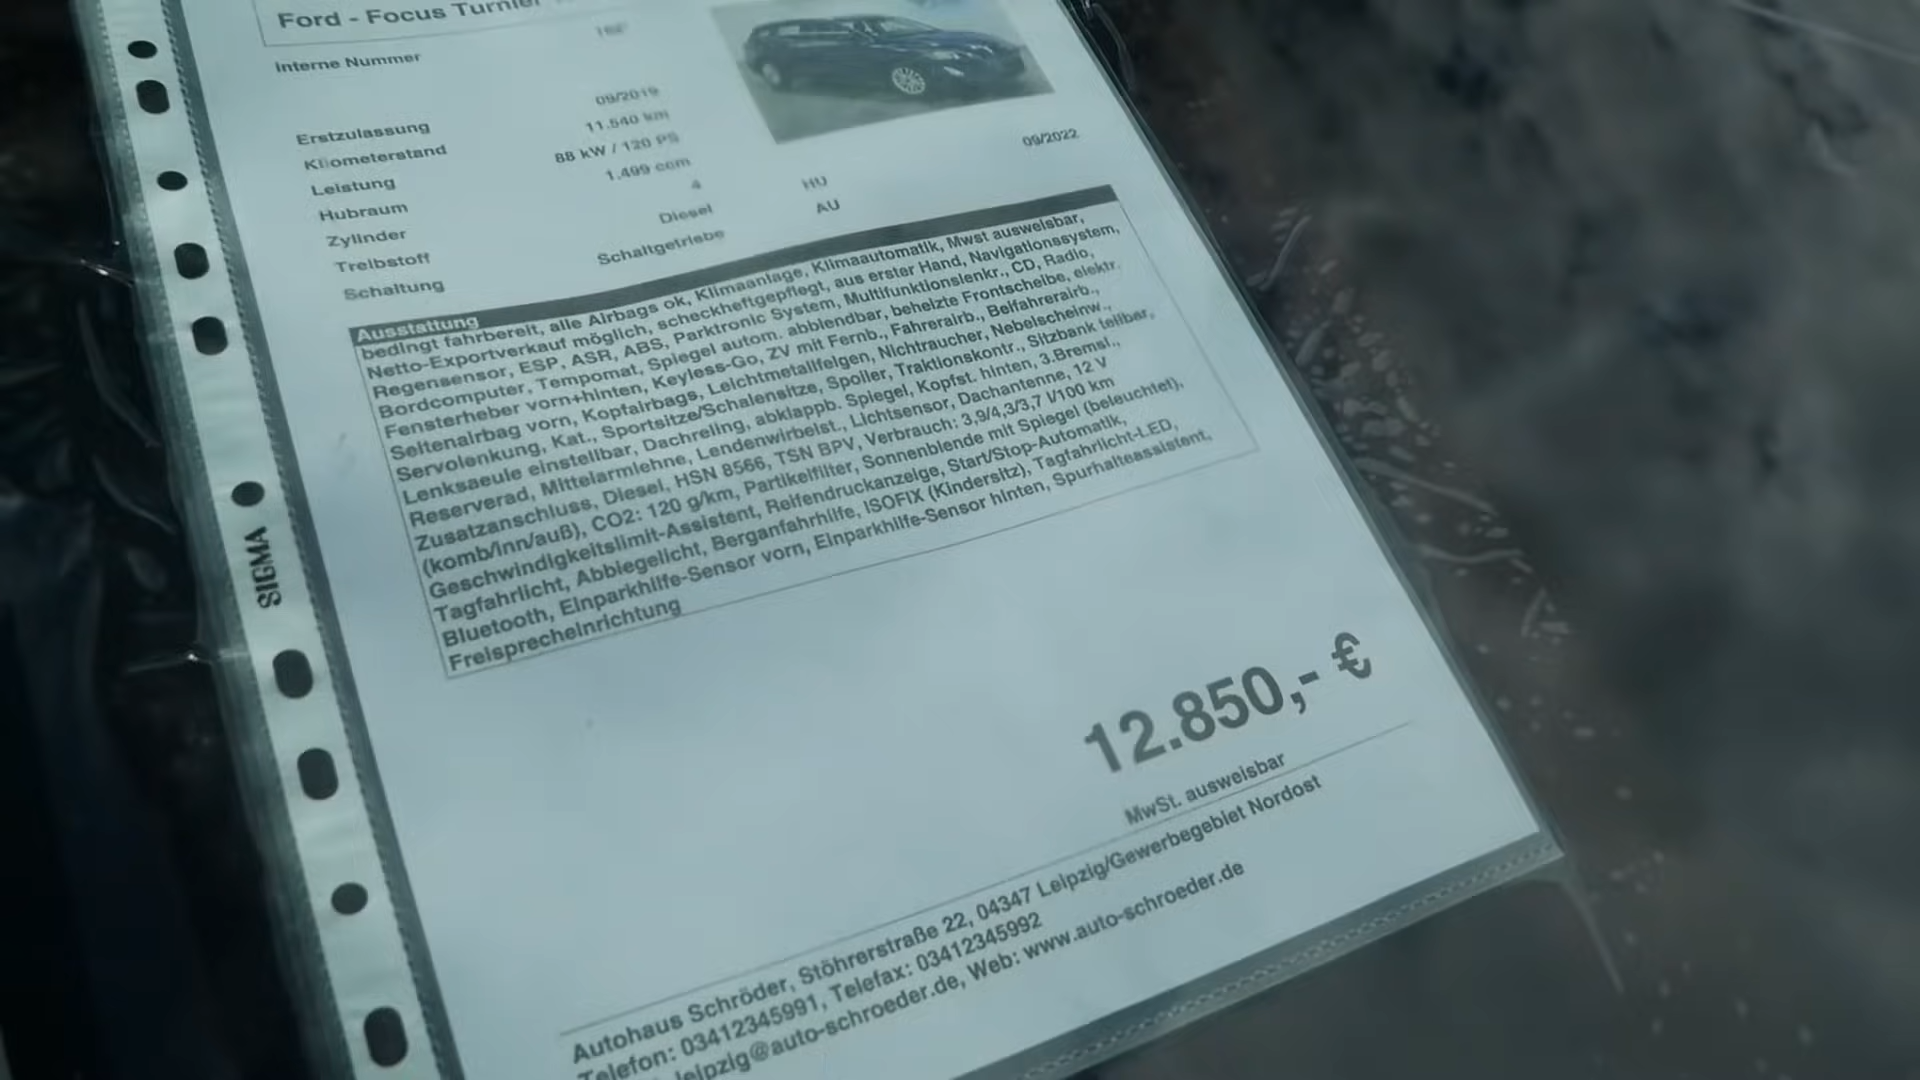 Ford - Focus Turnier
Interne Nummer
Erstzulassung 09/2019
Kilometerstand 11.540 km
Leistung 88 kW / 120 PS
Hubraum 1.499 ccm
Zylinder 4
Treibstoff Diesel
Schaltung Schaltgetriebe
HU 09/2022
AU
Ausstattung
bedingt fahrbereit, alle Airbags ok, Klimaanlage, Klimaautomatik, Mwst ausweisbar,
Netto-Exportverkauf möglich, scheckheftgepflegt, aus erster Hand, Navigationssystem,
Regensensor, ESP, ASR, ABS, Parktronic System, Multifunktionslenkr., CD, Radio,
Bordcomputer, Tempomat, Spiegel autom. abblendbar, beheizte Frontscheibe, elektr.
Fensterheber vorn+hinten, Keyless-Go, ZV mit Fernb., Fahrerairb., Beifahrerairb.,
Seitenairbag vorn, Kopfairbags, Leichtmetallfelgen, Nichtraucher, Nebelscheinw.,
Servolenkung, Kat., Sportsitze/Schalensitze, Spoiler, Traktionskontr., Sitzbank teilbar,
Lenksaeule einstellbar, Dachreling, abklappb. Spiegel, Kopfst. hinten, 3.Bremsl.,
Reserverad, Mittelarmlehne, Lendenwirbelst., Lichtsensor, Dachantenne, 12 V
Zusatzanschluss, Diesel, HSN 8566, TSN BPV, Verbrauch: 3,9/4,3/3,7 l/100 km
(komb/inn/auß), CO2: 120 g/km, Partikelfilter, Sonnenblende mit Spiegel (beleuchtet),
Geschwindigkeitslimit-Assistent, Reifendruckanzeige, Start/Stop-Automatik,
Tagfahrlicht, Abbiegelicht, Berganfahrhilfe, ISOFIX (Kindersitz), Tagfahrlicht-LED,
Bluetooth, Einparkhilfe-Sensor vorn, Einparkhilfe-Sensor hinten, Spurhalteassistent,
Freisprecheinrichtung
SIGMA
12.850,- €
MwSt. ausweisbar
Autohaus Schröder, Stöhrerstraße 22, 04347 Leipzig/Gewerbegebiet Nordost
Telefon: 03412345991, Telefax: 03412345992
leipzig@auto-schroeder.de, Web: www.auto-schroeder.de